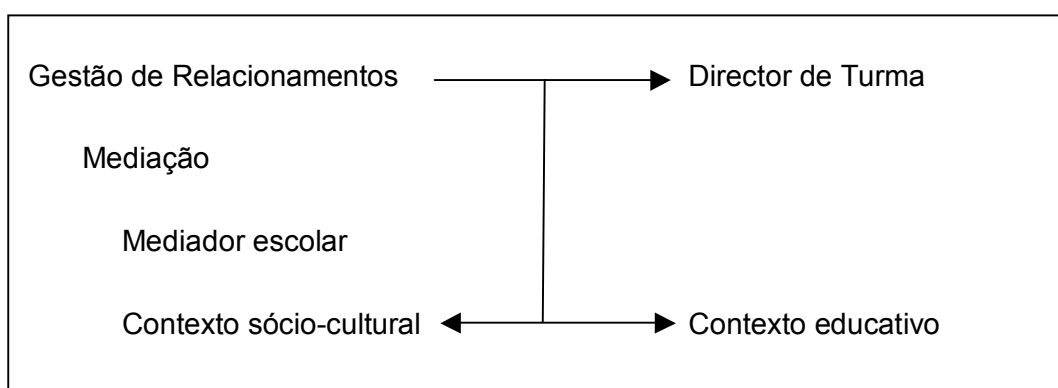 Gestão de Relacionamentos Director de Turma
Mediação
Mediador escolar
Contexto sócio-cultural Contexto educativo